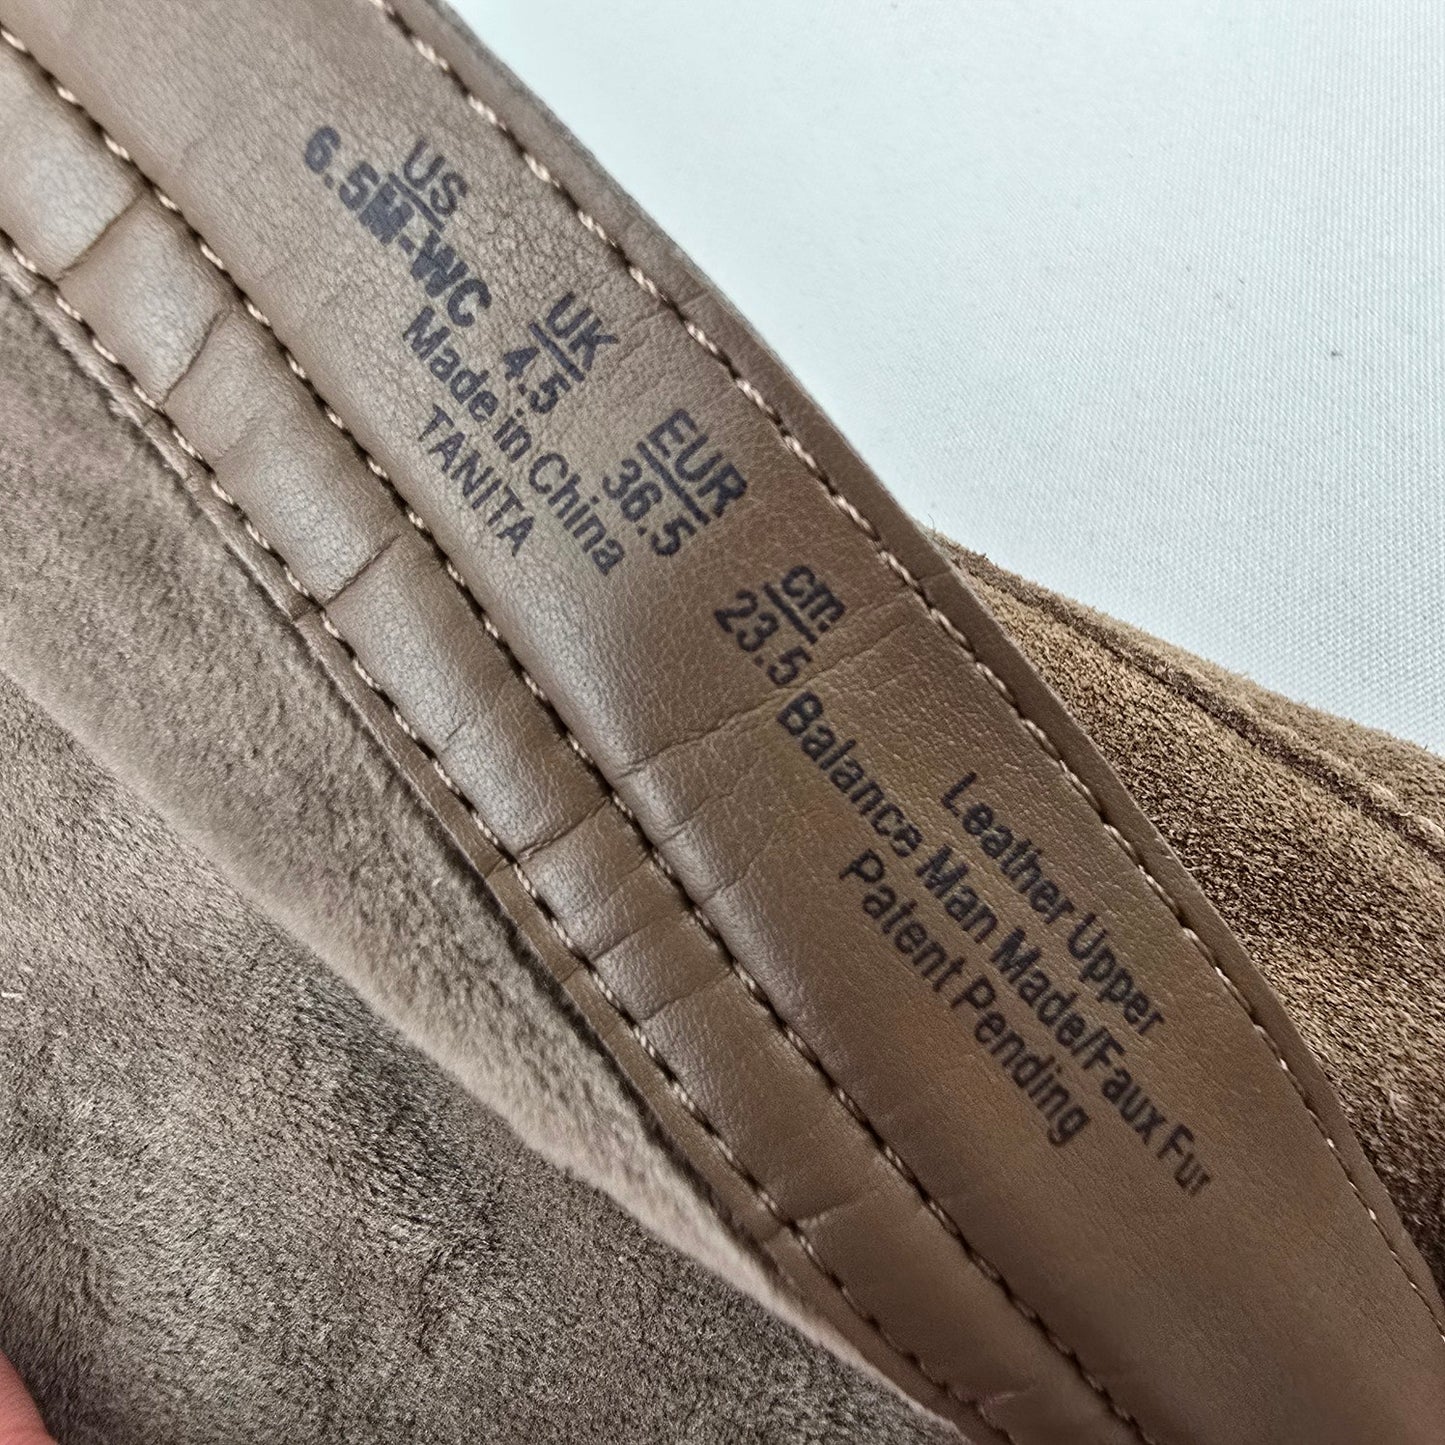 US UK EUR cm
6.5M-WC 4.5 36.5 23.5
Made in China
TANITA
Leather Upper
Balance Man Made/Faux Fur
Patent Pending